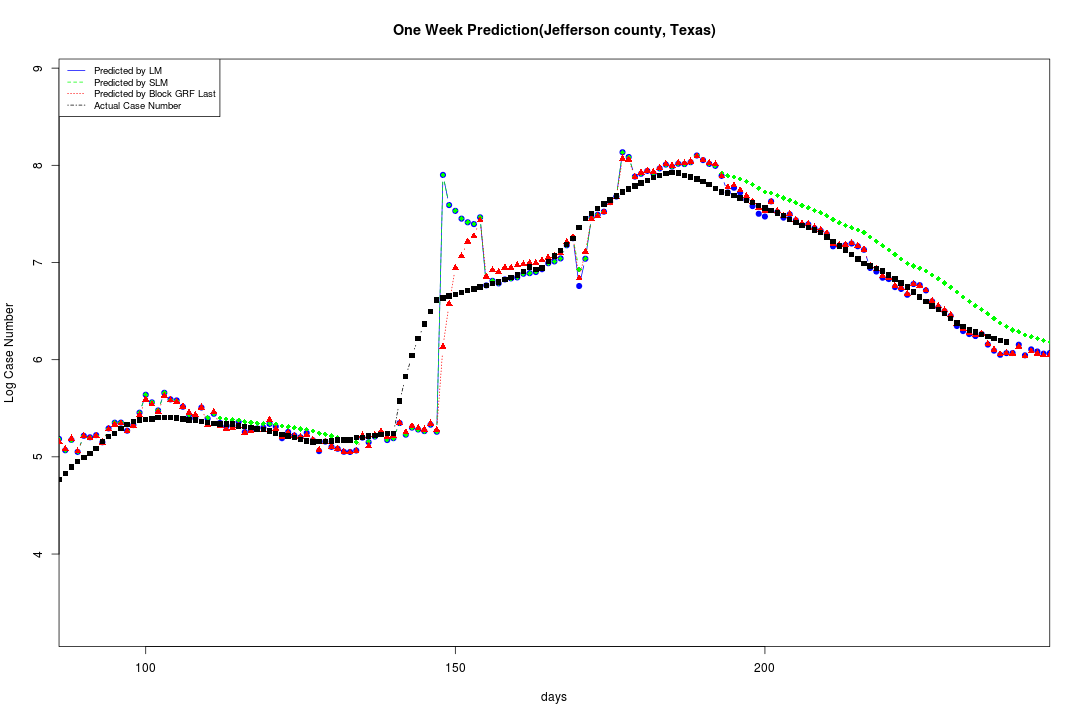 One Week Prediction(Jefferson county, Texas)
Predicted by LM
Predicted by SLM
Predicted by Block GRF Last
Actual Case Number
9
8
7
6
5
4
Log Case Number
100
150
200
days